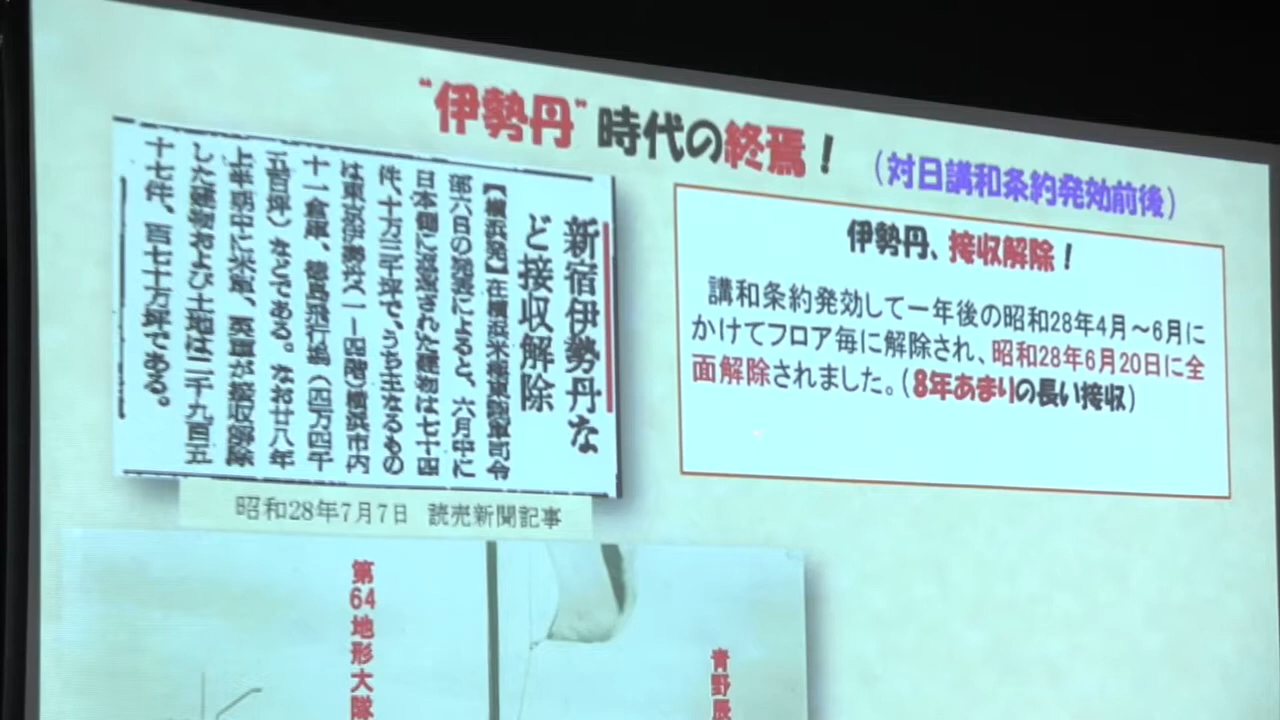 "伊勢丹"時代の終焉！
（対日講和条約発効前後）
新宿伊勢丹な
ど接収解除
【横浜発】在横浜米極東陸軍司令
部六日の発表によると、六月中に
日本側に返還された建物は七十四
件、十万三千坪で、うち主なるもの
は東京伊勢丹（一－四階）横浜市内
十一倉庫、徳島飛行場（四万四千
五百坪）などである。なお廿八年
上半期中に米軍、英軍が接収解除
した建物および土地は二千九百五
十七件、百七十万坪である。
昭和28年7月7日　読売新聞記事
伊勢丹、接収解除！
講和条約発効して一年後の昭和28年4月～6月に
かけてフロア毎に解除され、昭和28年6月20日に全
面解除されました。（8年あまりの長い接収）
第64地形大隊
青野辰